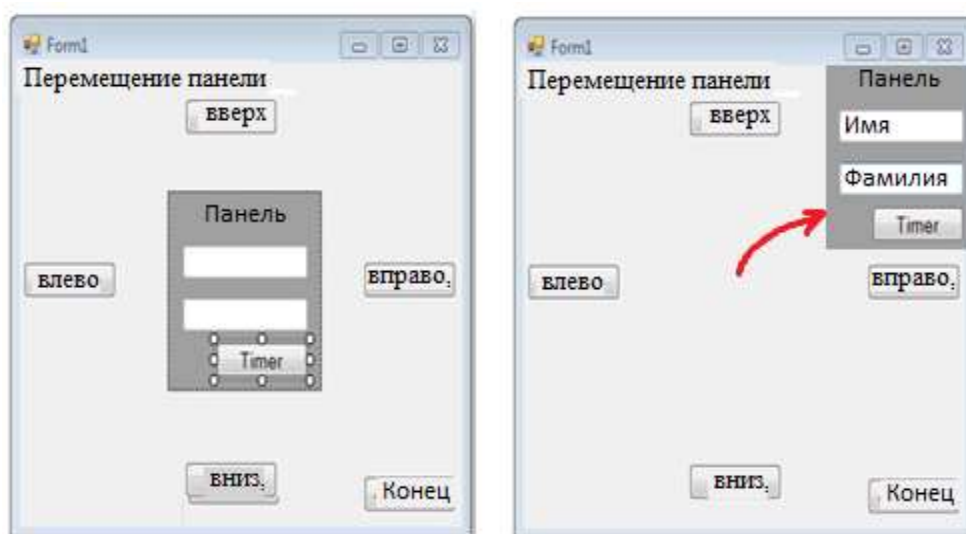 Form1
Перемещение панели
вверх
Панель
влево
вправо.
Timer
вниз.
Конец
Form1
Перемещение панели
Панель
вверх
Имя
Фамилия
Timer
влево
вправо.
вниз.
Конец